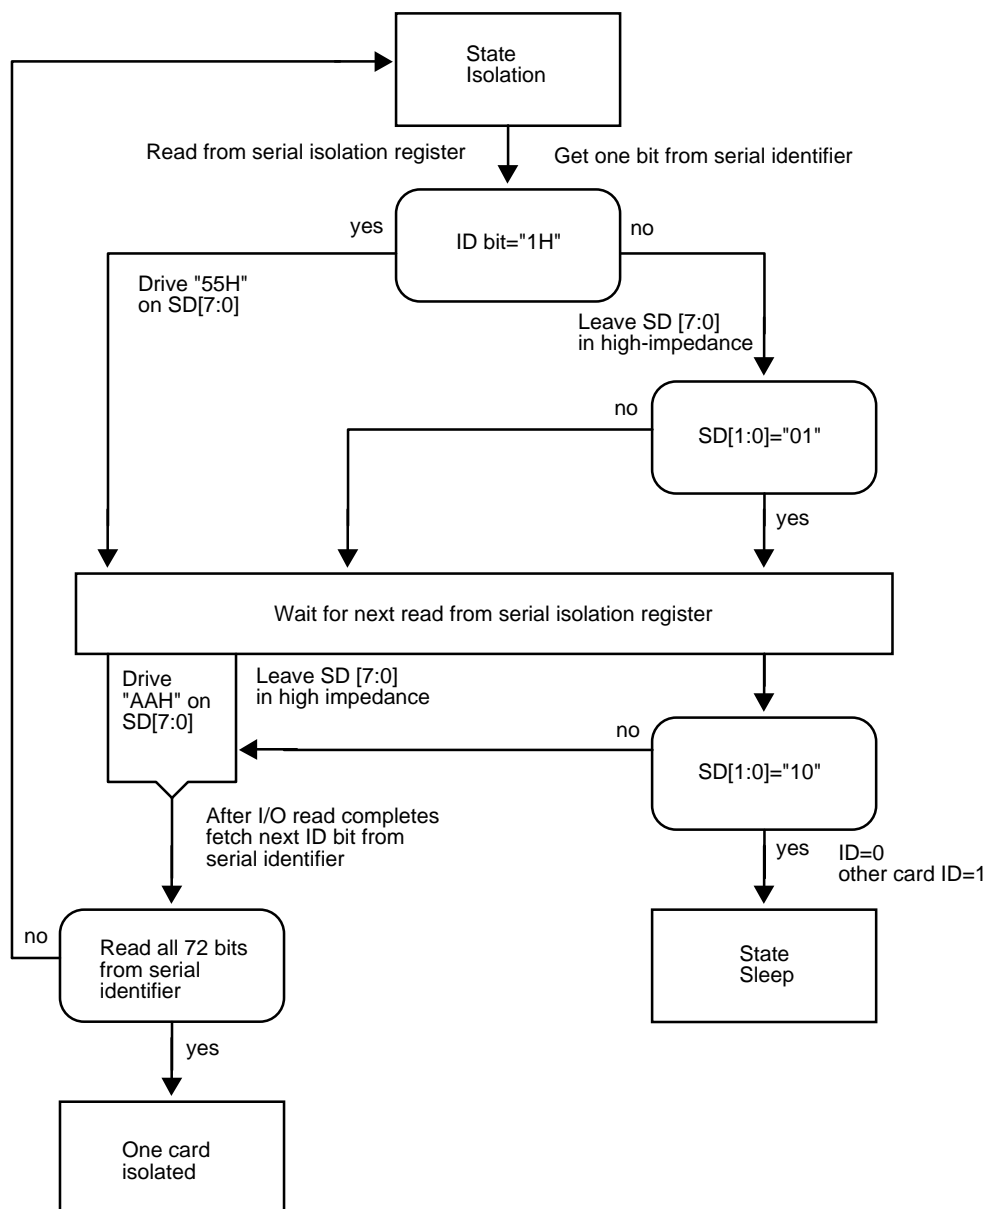 State
Isolation
Read from serial isolation register
Get one bit from serial identifier
yes
ID bit="1H"
no
Drive "55H"
on SD[7:0]
Leave SD [7:0]
in high-impedance
no
SD[1:0]="01"
yes
Wait for next read from serial isolation register
Drive
"AAH" on
SD[7:0]
Leave SD [7:0]
in high impedance
no
SD[1:0]="10"
After I/O read completes
fetch next ID bit from
serial identifier
yes
ID=0
other card ID=1
no
Read all 72 bits
from serial
identifier
State
Sleep
yes
One card
isolated